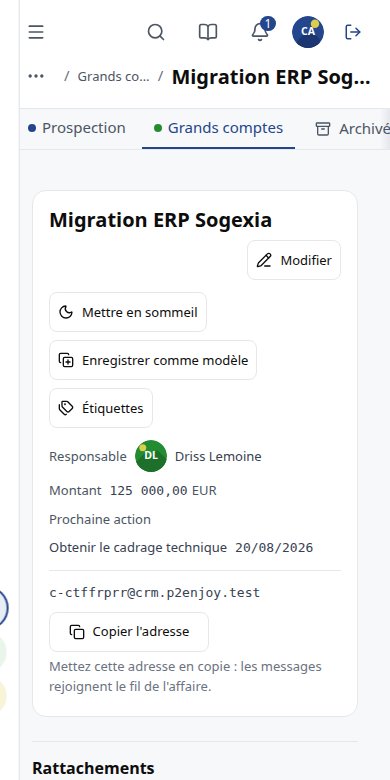 1
CA
/ Grands co... / Migration ERP Sog...
Prospection
Grands comptes
Archivé
Migration ERP Sogexia
Modifier
Mettre en sommeil
Enregistrer comme modèle
Étiquettes
Responsable DL Driss Lemoine
Montant 125 000,00 EUR
Prochaine action
Obtenir le cadrage technique 20/08/2026
c-ctffrprr@crm.p2enjoy.test
Copier l'adresse
Mettez cette adresse en copie : les messages
rejoignent le fil de l'affaire.
Rattachements